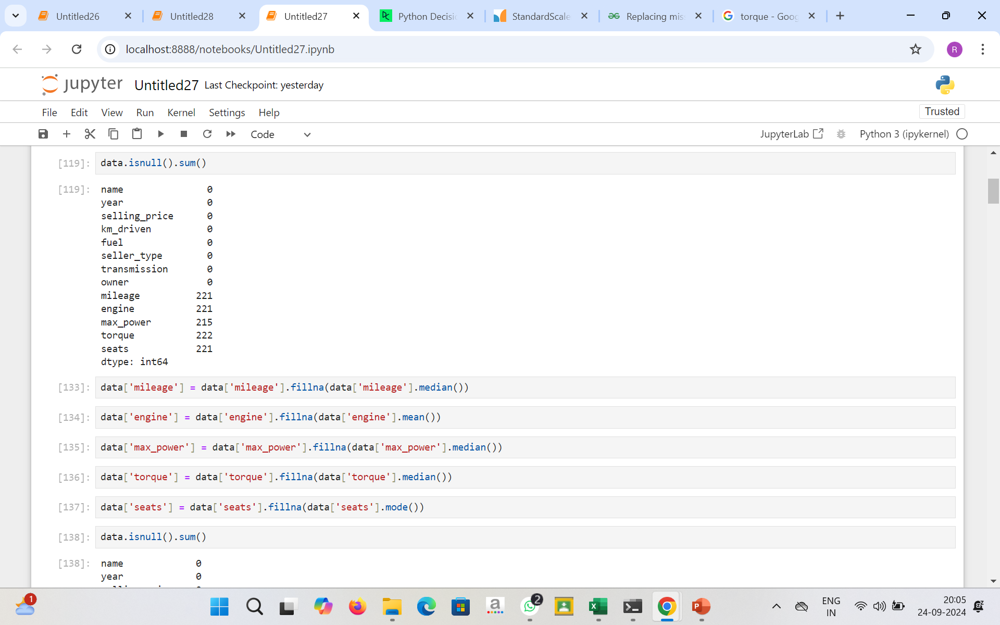 Untitled26
Untitled28
Untitled27
Python Decisi
StandardScale
Replacing mis
torque - Goog
localhost:8888/notebooks/Untitled27.ipynb
R
jupyter Untitled27 Last Checkpoint: yesterday
File Edit View Run Kernel Settings Help
Trusted
Code
JupyterLab
Python 3 (ipykernel)
[119]: data.isnull().sum()
[119]: name 0
year 0
selling_price 0
km_driven 0
fuel 0
seller_type 0
transmission 0
owner 0
mileage 221
engine 221
max_power 215
torque 222
seats 221
dtype: int64
[133]: data['mileage'] = data['mileage'].fillna(data['mileage'].median())
[134]: data['engine'] = data['engine'].fillna(data['engine'].mean())
[135]: data['max_power'] = data['max_power'].fillna(data['max_power'].median())
[136]: data['torque'] = data['torque'].fillna(data['torque'].median())
[137]: data['seats'] = data['seats'].fillna(data['seats'].mode())
[138]: data.isnull().sum()
[138]: name 0
year 0
1
2
ENG
IN
20:05
24-09-2024